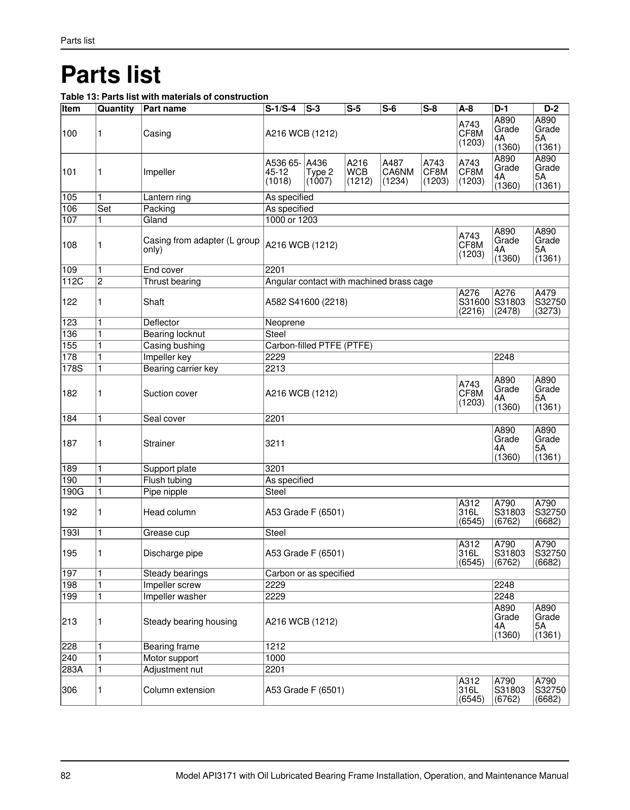 Parts list
Parts list
Table 13: Parts list with materials of construction
Item Quantity Part name S-1/S-4 S-3 S-5 S-6 S-8 A-8 D-1 D-2
100 1 Casing A216 WCB (1212) A743 CF8M (1203) A890 Grade 4A (1360) A890 Grade 5A (1361)
101 1 Impeller A536 65-45-12 (1018) A436 Type 2 (1007) A216 WCB (1212) A487 CA6NM (1234) A743 CF8M (1203) A743 CF8M (1203) A890 Grade 4A (1360) A890 Grade 5A (1361)
105 1 Lantern ring As specified
106 Set Packing As specified
107 1 Gland 1000 or 1203
108 1 Casing from adapter (L group only) A216 WCB (1212) A743 CF8M (1203) A890 Grade 4A (1360) A890 Grade 5A (1361)
109 1 End cover 2201
112C 2 Thrust bearing Angular contact with machined brass cage
122 1 Shaft A582 S41600 (2218) A276 S31600 (2216) A276 S31803 (2478) A479 S32750 (3273)
123 1 Deflector Neoprene
136 1 Bearing locknut Steel
155 1 Casing bushing Carbon-filled PTFE (PTFE)
178 1 Impeller key 2229 2248
178S 1 Bearing carrier key 2213
182 1 Suction cover A216 WCB (1212) A743 CF8M (1203) A890 Grade 4A (1360) A890 Grade 5A (1361)
184 1 Seal cover 2201
187 1 Strainer 3211 A890 Grade 4A (1360) A890 Grade 5A (1361)
189 1 Support plate 3201
190 1 Flush tubing As specified
190G 1 Pipe nipple Steel
192 1 Head column A53 Grade F (6501) A312 316L (6545) A790 S31803 (6762) A790 S32750 (6682)
193I 1 Grease cup Steel
195 1 Discharge pipe A53 Grade F (6501) A312 316L (6545) A790 S31803 (6762) A790 S32750 (6682)
197 1 Steady bearings Carbon or as specified
198 1 Impeller screw 2229 2248
199 1 Impeller washer 2229 2248
213 1 Steady bearing housing A216 WCB (1212) A890 Grade 4A (1360) A890 Grade 5A (1361)
228 1 Bearing frame 1212
240 1 Motor support 1000
283A 1 Adjustment nut 2201
306 1 Column extension A53 Grade F (6501) A312 316L (6545) A790 S31803 (6762) A790 S32750 (6682)
82 Model API3171 with Oil Lubricated Bearing Frame Installation, Operation, and Maintenance Manual